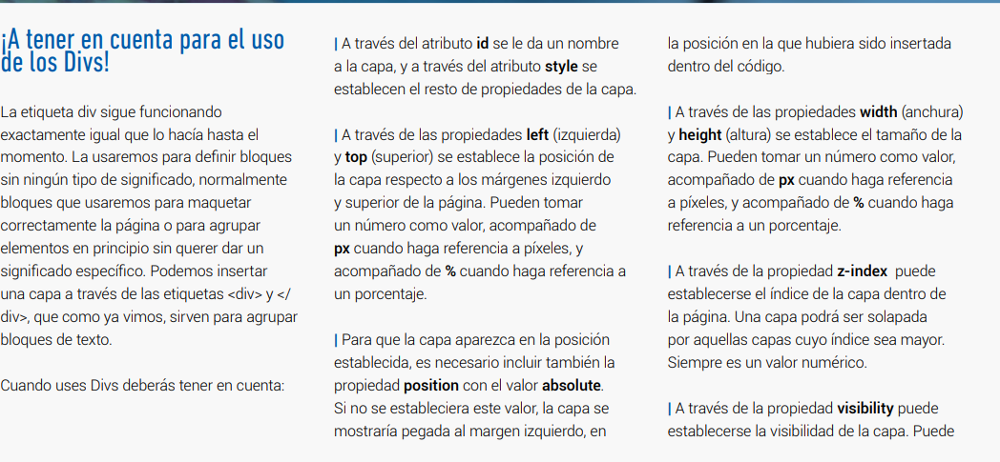 ¡A tener en cuenta para el uso
de los Divs!
La etiqueta div sigue funcionando
exactamente igual que lo hacía hasta el
momento. La usaremos para definir bloques
sin ningún tipo de significado, normalmente
bloques que usaremos para maquetar
correctamente la página o para agrupar
elementos en principio sin querer dar un
significado específico. Podemos insertar
una capa a través de las etiquetas <div> y </
div>, que como ya vimos, sirven para agrupar
bloques de texto.
Cuando uses Divs deberás tener en cuenta:
| A través del atributo id se le da un nombre
a la capa, y a través del atributo style se
establecen el resto de propiedades de la capa.
| A través de las propiedades left (izquierda)
y top (superior) se establece la posición de
la capa respecto a los márgenes izquierdo
y superior de la página. Pueden tomar
un número como valor, acompañado de
px cuando haga referencia a píxeles, y
acompañado de % cuando haga referencia a
un porcentaje.
| Para que la capa aparezca en la posición
establecida, es necesario incluir también la
propiedad position con el valor absolute.
Si no se estableciera este valor, la capa se
mostraría pegada al margen izquierdo, en
la posición en la que hubiera sido insertada
dentro del código.
| A través de las propiedades width (anchura)
y height (altura) se establece el tamaño de la
capa. Pueden tomar un número como valor,
acompañado de px cuando haga referencia
a píxeles, y acompañado de % cuando haga
referencia a un porcentaje.
| A través de la propiedad z-index puede
establecerse el índice de la capa dentro de
la página. Una capa podrá ser solapada
por aquellas capas cuyo índice sea mayor.
Siempre es un valor numérico.
| A través de la propiedad visibility puede
establecerse la visibilidad de la capa. Puede